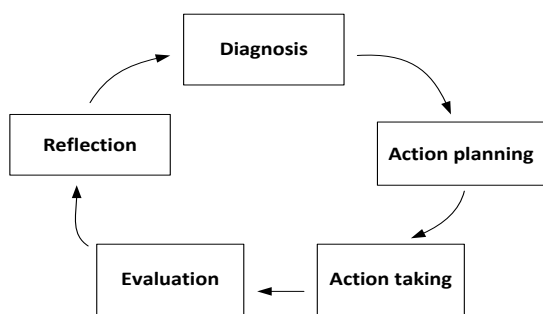 Diagnosis
Action planning
Action taking
Evaluation
Reflection